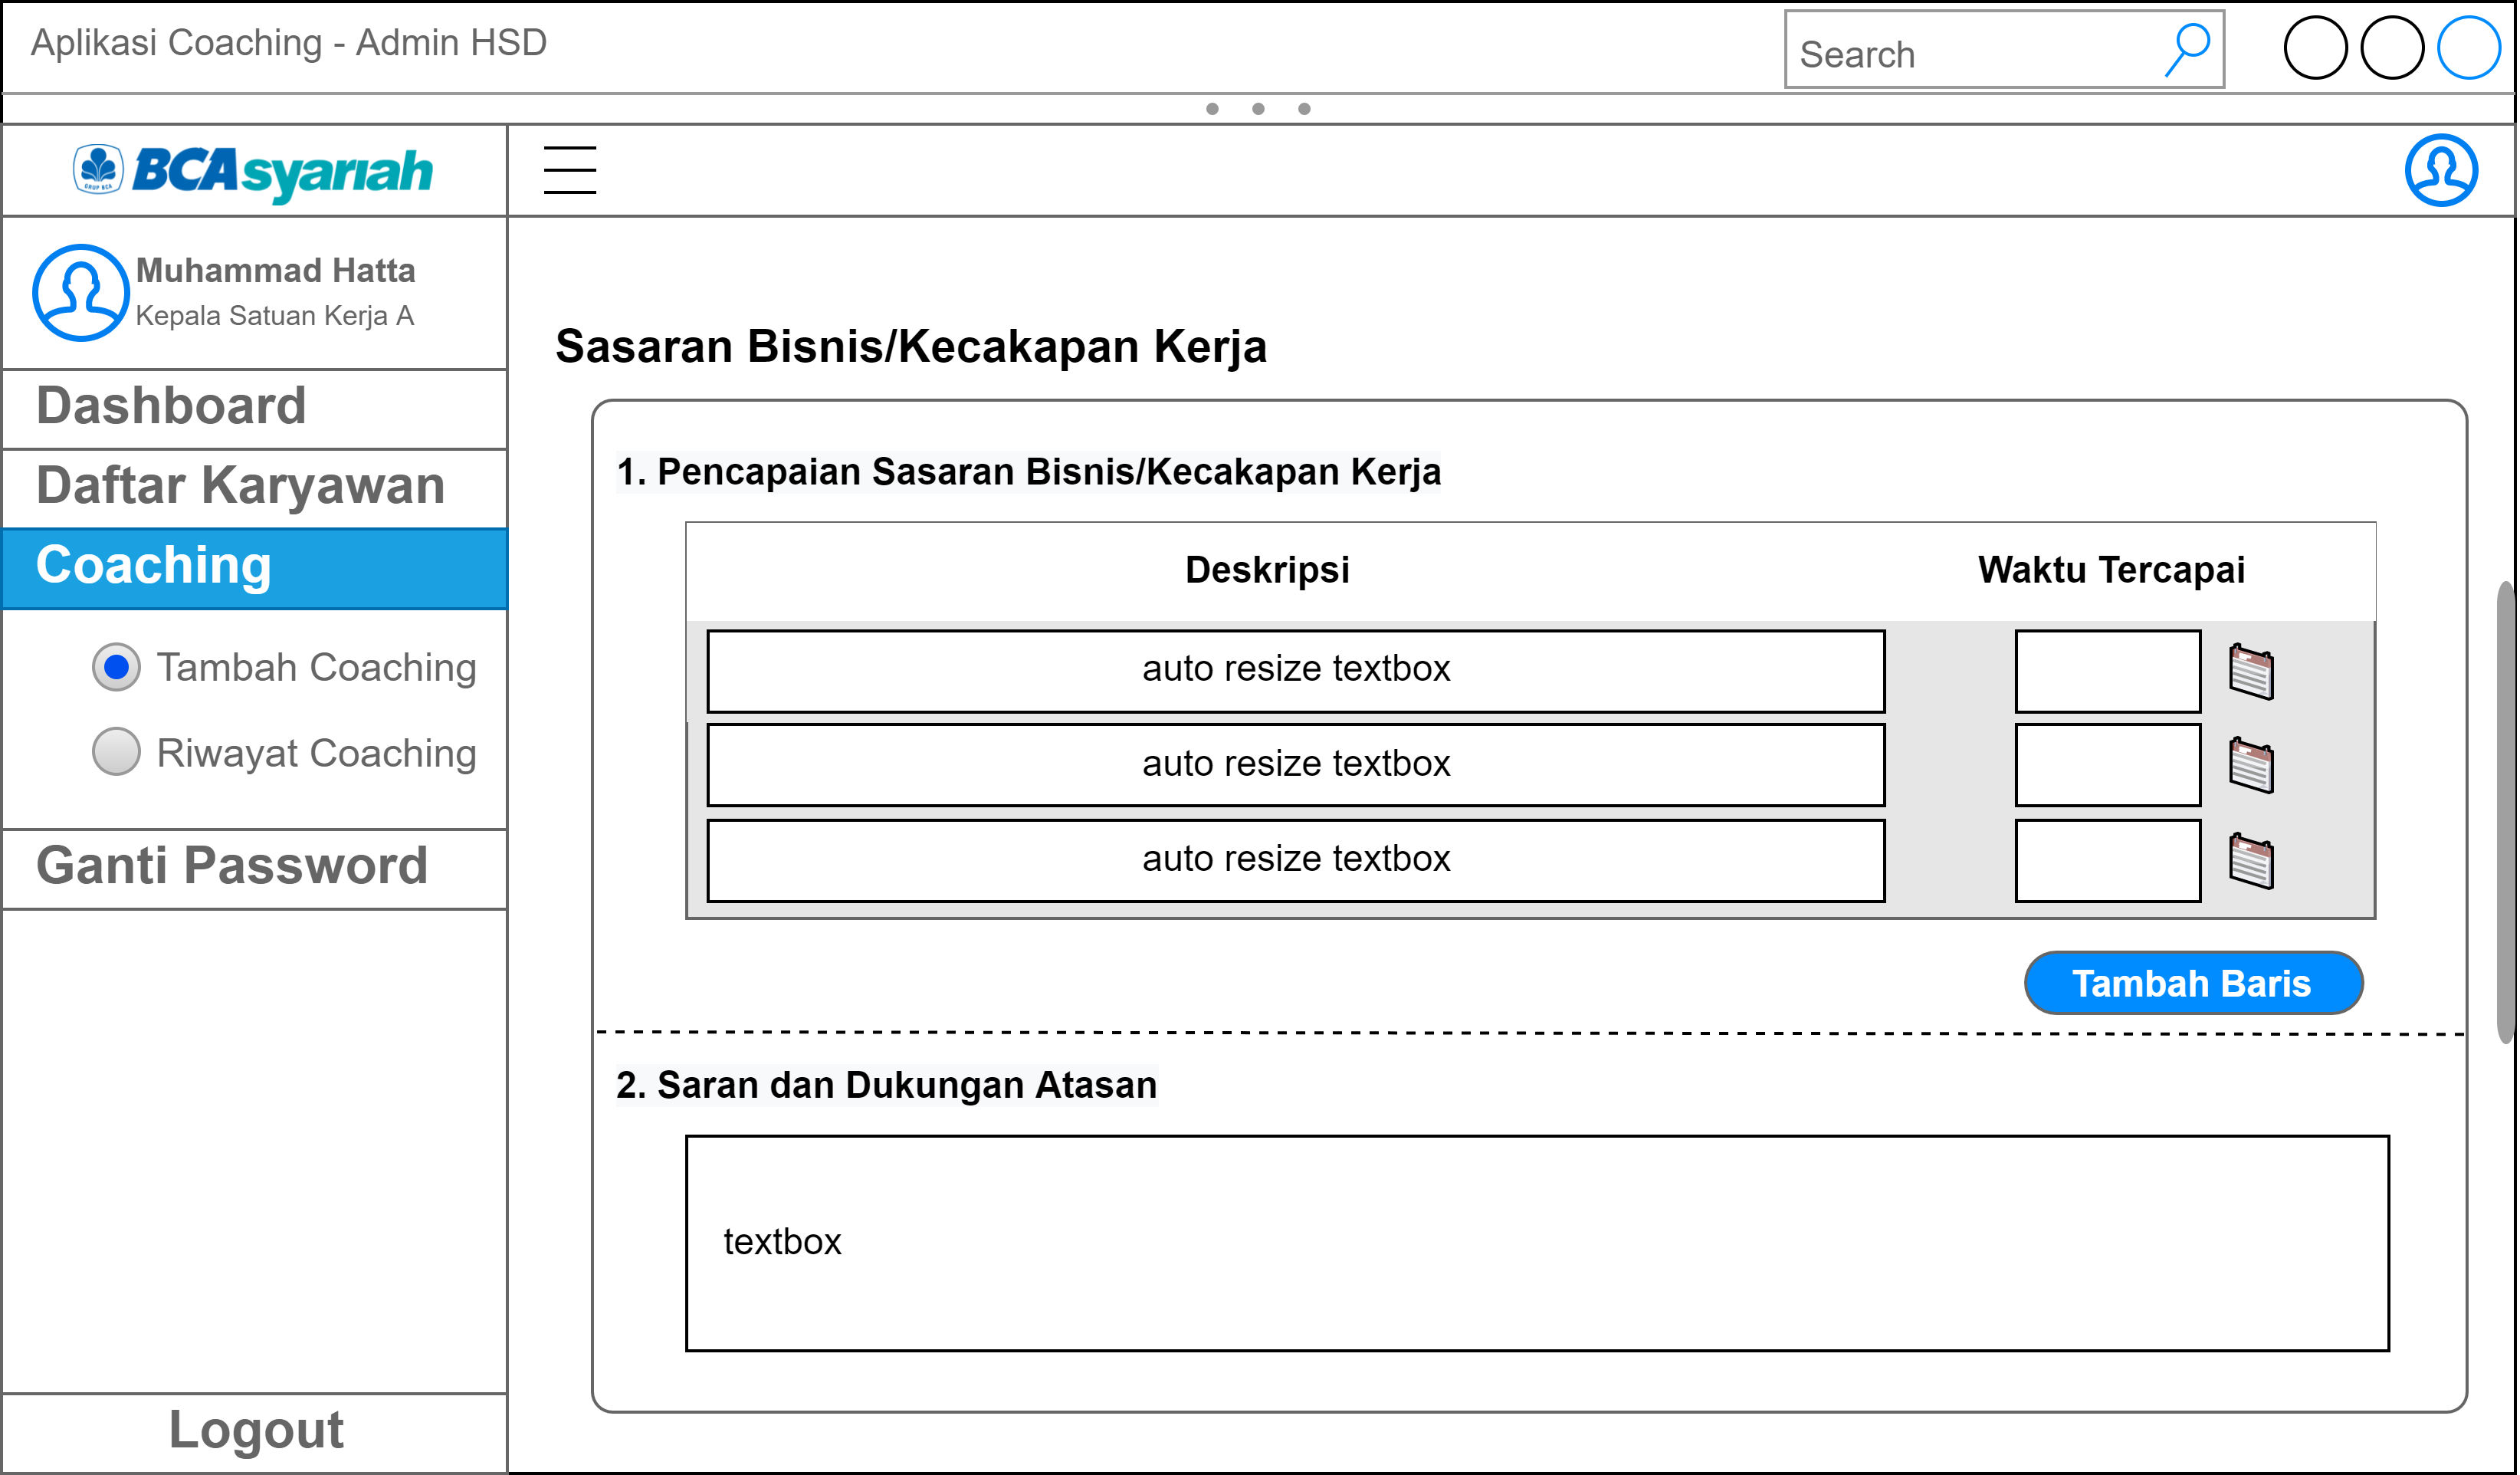 Aplikasi Coaching - Admin HSD
Search
GRUP BCA
BCAsyariah
Muhammad Hatta
Kepala Satuan Kerja A
Dashboard
Daftar Karyawan
Coaching
Tambah Coaching
Riwayat Coaching
Ganti Password
Logout
Sasaran Bisnis/Kecakapan Kerja
1. Pencapaian Sasaran Bisnis/Kecakapan Kerja
Deskripsi Waktu Tercapai
auto resize textbox
auto resize textbox
auto resize textbox
Tambah Baris
2. Saran dan Dukungan Atasan
textbox